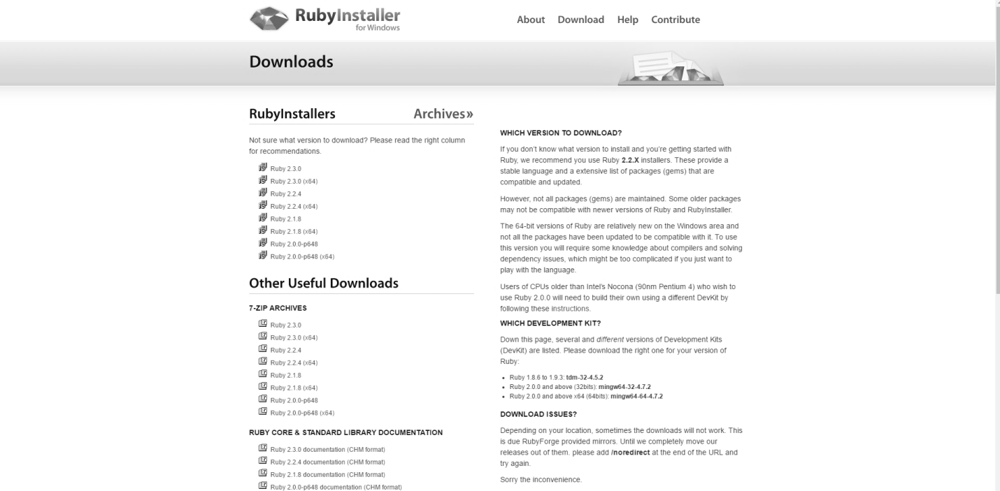 RubyInstaller
for Windows
About Download Help Contribute
Downloads
RubyInstallers Archives»
Not sure what version to download? Please read the right column
for recommendations.
Ruby 2.3.0
Ruby 2.3.0 (x64)
Ruby 2.2.4
Ruby 2.2.4 (x64)
Ruby 2.1.8
Ruby 2.1.8 (x64)
Ruby 2.0.0-p648
Ruby 2.0.0-p648 (x64)
Other Useful Downloads
7-ZIP ARCHIVES
Ruby 2.3.0
Ruby 2.3.0 (x64)
Ruby 2.2.4
Ruby 2.2.4 (x64)
Ruby 2.1.8
Ruby 2.1.8 (x64)
Ruby 2.0.0-p648
Ruby 2.0.0-p648 (x64)
RUBY CORE & STANDARD LIBRARY DOCUMENTATION
Ruby 2.3.0 documentation (CHM format)
Ruby 2.2.4 documentation (CHM format)
Ruby 2.1.8 documentation (CHM format)
Ruby 2.0.0-p648 documentation (CHM format)
WHICH VERSION TO DOWNLOAD?
If you don’t know what version to install and you’re getting started with
Ruby, we recommend you use Ruby 2.2.X installers. These provide a
stable language and a extensive list of packages (gems) that are
compatible and updated.
However, not all packages (gems) are maintained. Some older packages
may not be compatible with newer versions of Ruby and RubyInstaller.
The 64-bit versions of Ruby are relatively new on the Windows area and
not all the packages have been updated to be compatible with it. To use
this version you will require some knowledge about compilers and solving
dependency issues, which might be too complicated if you just want to
play with the language.
Users of CPUs older than Intel’s Nocona (90nm Pentium 4) who wish to
use Ruby 2.0.0 will need to build their own using a different DevKit by
following these instructions.
WHICH DEVELOPMENT KIT?
Down this page, several and different versions of Development Kits
(DevKit) are listed. Please download the right one for your version of
Ruby:
• Ruby 1.8.6 to 1.9.3: tdm-32-4.5.2
• Ruby 2.0.0 and above (32bits): mingw64-32-4.7.2
• Ruby 2.0.0 and above x64 (64bits): mingw64-64-4.7.2
DOWNLOAD ISSUES?
Depending on your location, sometimes the downloads will not work. This
is due RubyForge provided mirrors. Until we completely move our
releases out of them. please add /noredirect at the end of the URL and
try again.
Sorry the inconvenience.